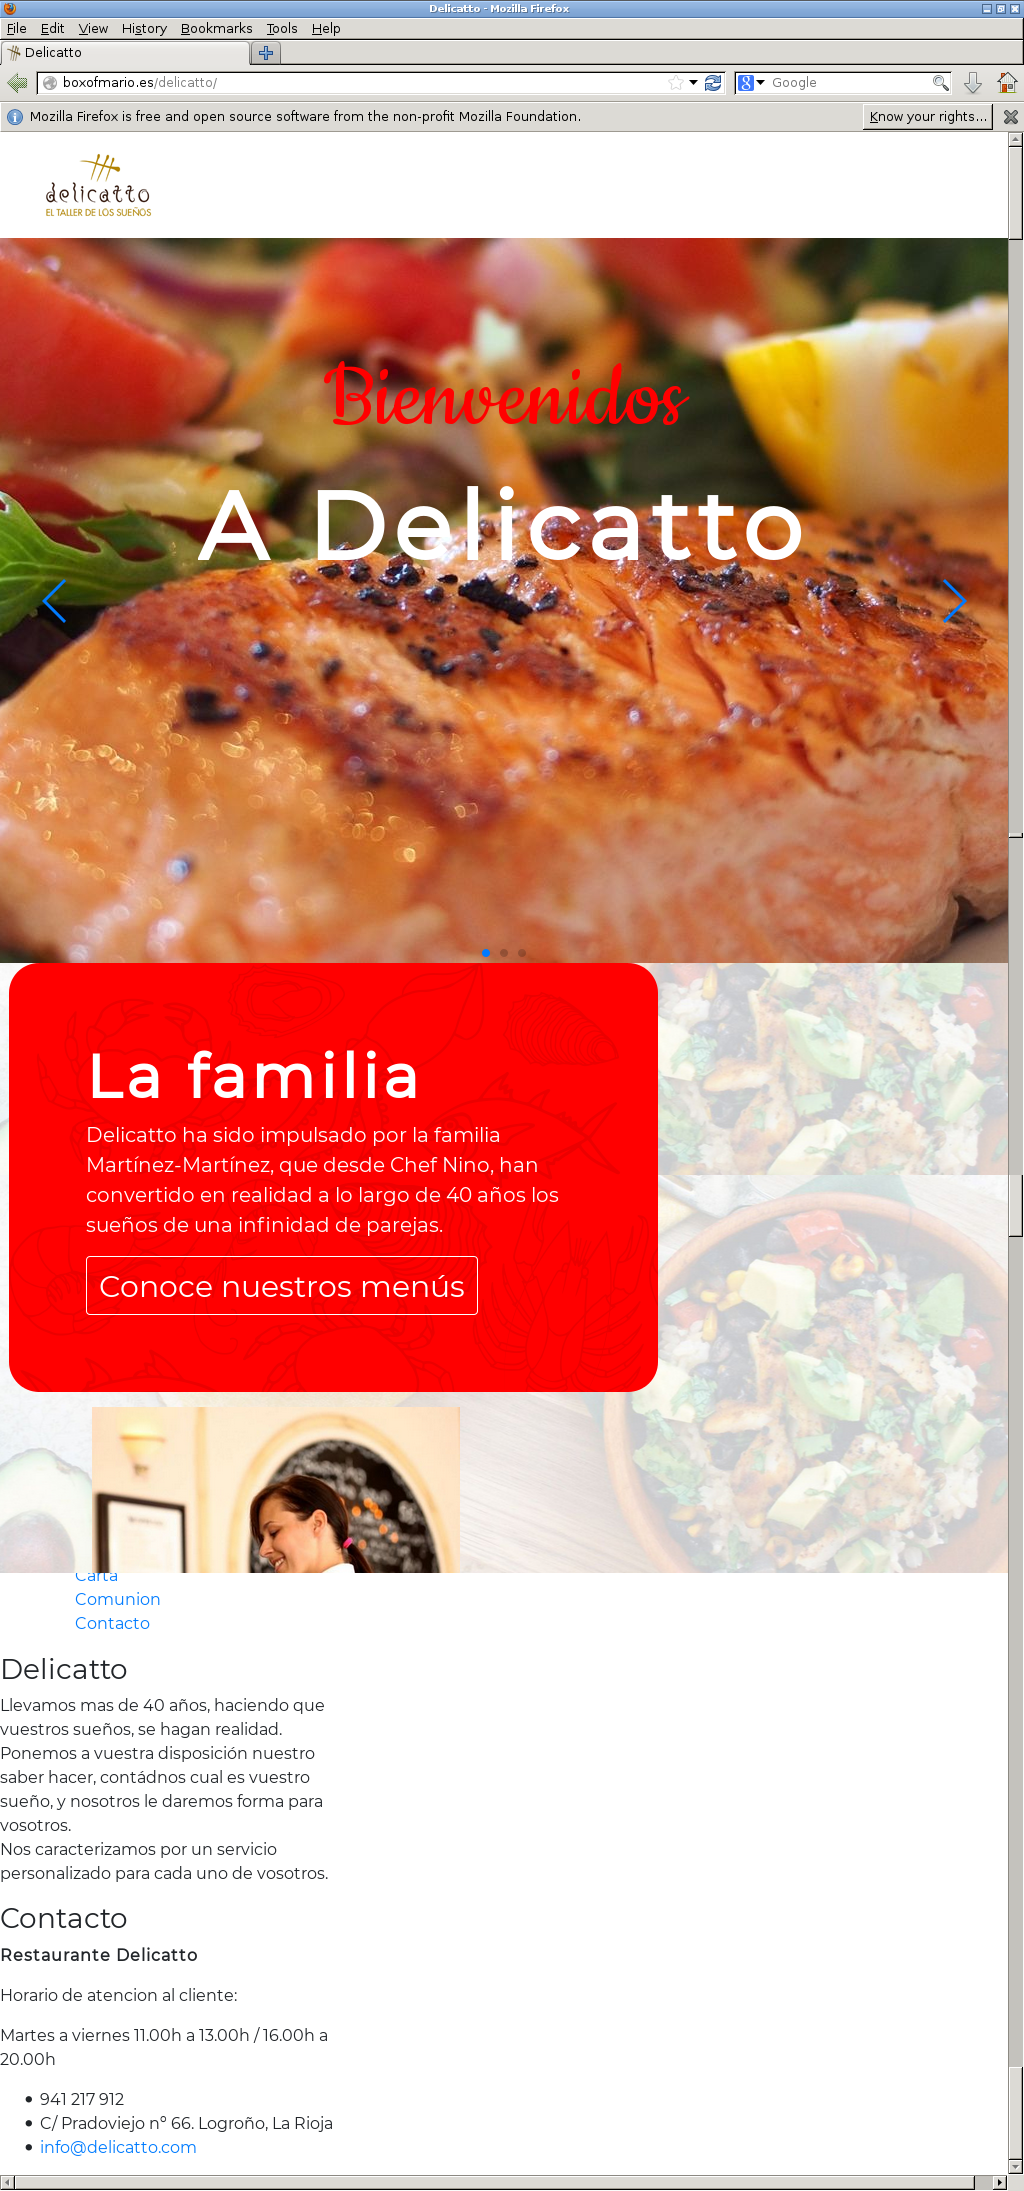 Delicatto - Mozilla Firefox
File Edit View History Bookmarks Tools Help
Delicatto
boxofmario.es/delicatto/
Google
Mozilla Firefox is free and open source software from the non-profit Mozilla Foundation.
Know your rights...
delicatto
EL TALLER DE LOS SUEÑOS
Bienvenidos
A Delicatto
La familia
Delicatto ha sido impulsado por la familia
Martínez-Martínez, que desde Chef Nino, han
convertido en realidad a lo largo de 40 años los
sueños de una infinidad de parejas.
Conoce nuestros menús
Carta
Comunion
Contacto
Delicatto
Llevamos mas de 40 años, haciendo que
vuestros sueños, se hagan realidad.
Ponemos a vuestra disposición nuestro
saber hacer, contádnos cual es vuestro
sueño, y nosotros le daremos forma para
vosotros.
Nos caracterizamos por un servicio
personalizado para cada uno de vosotros.
Contacto
Restaurante Delicatto
Horario de atencion al cliente:
Martes a viernes 11.00h a 13.00h / 16.00h a
20.00h
941 217 912
C/ Pradoviejo nº 66. Logroño, La Rioja
info@delicatto.com